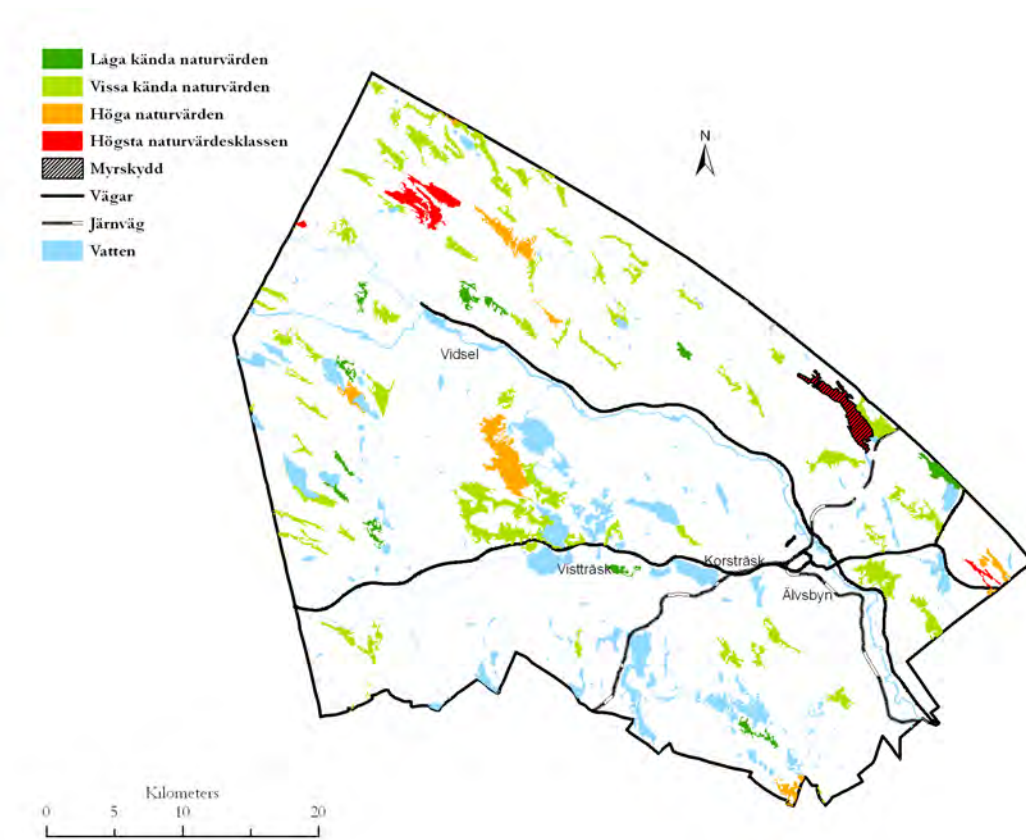 Låga kända naturvärden
Vissa kända naturvärden
Höga naturvärden
Högsta naturvärdesklassen
Myrskydd
Vägar
Järnväg
Vatten
N
Vidsel
Vistträsk
Korsträsk
Älvsbyn
Kilometers
0 5 10 20